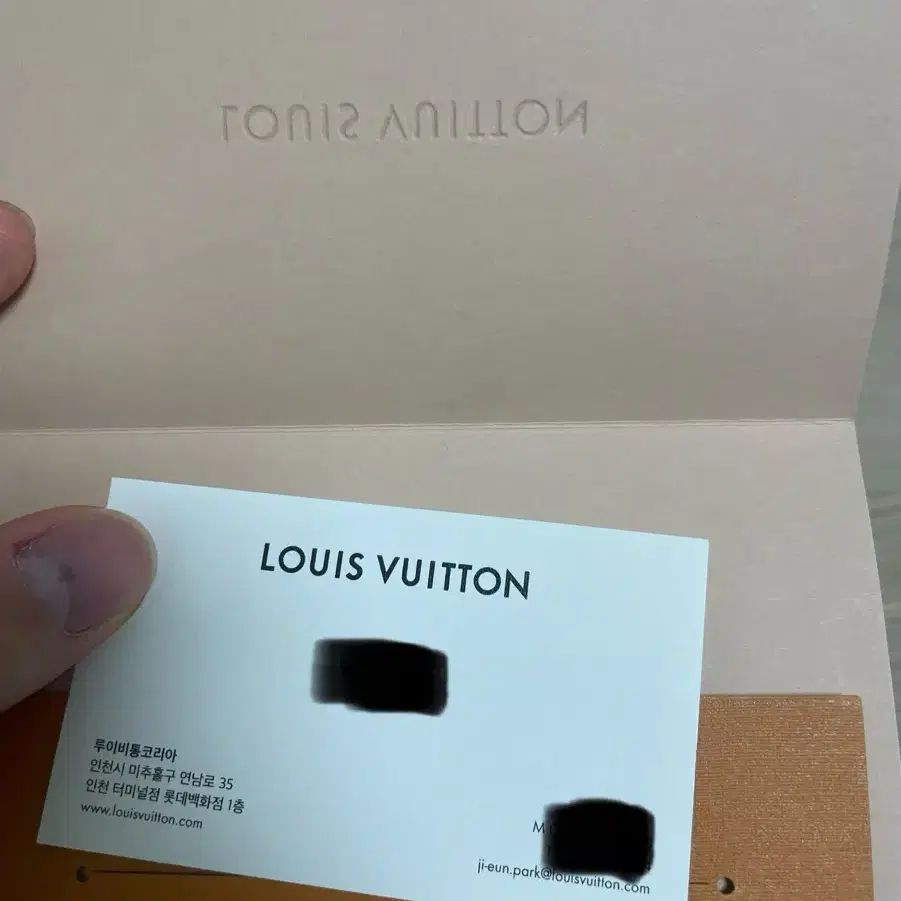 LOUIS VUITTON
LOUIS VUITTON
루이비통코리아
인천시 미추홀구 연남로 35
인천 터미널점 롯데백화점 1층
www.louisvuitton.com
M
ji-eun.park@louisvuitton.com